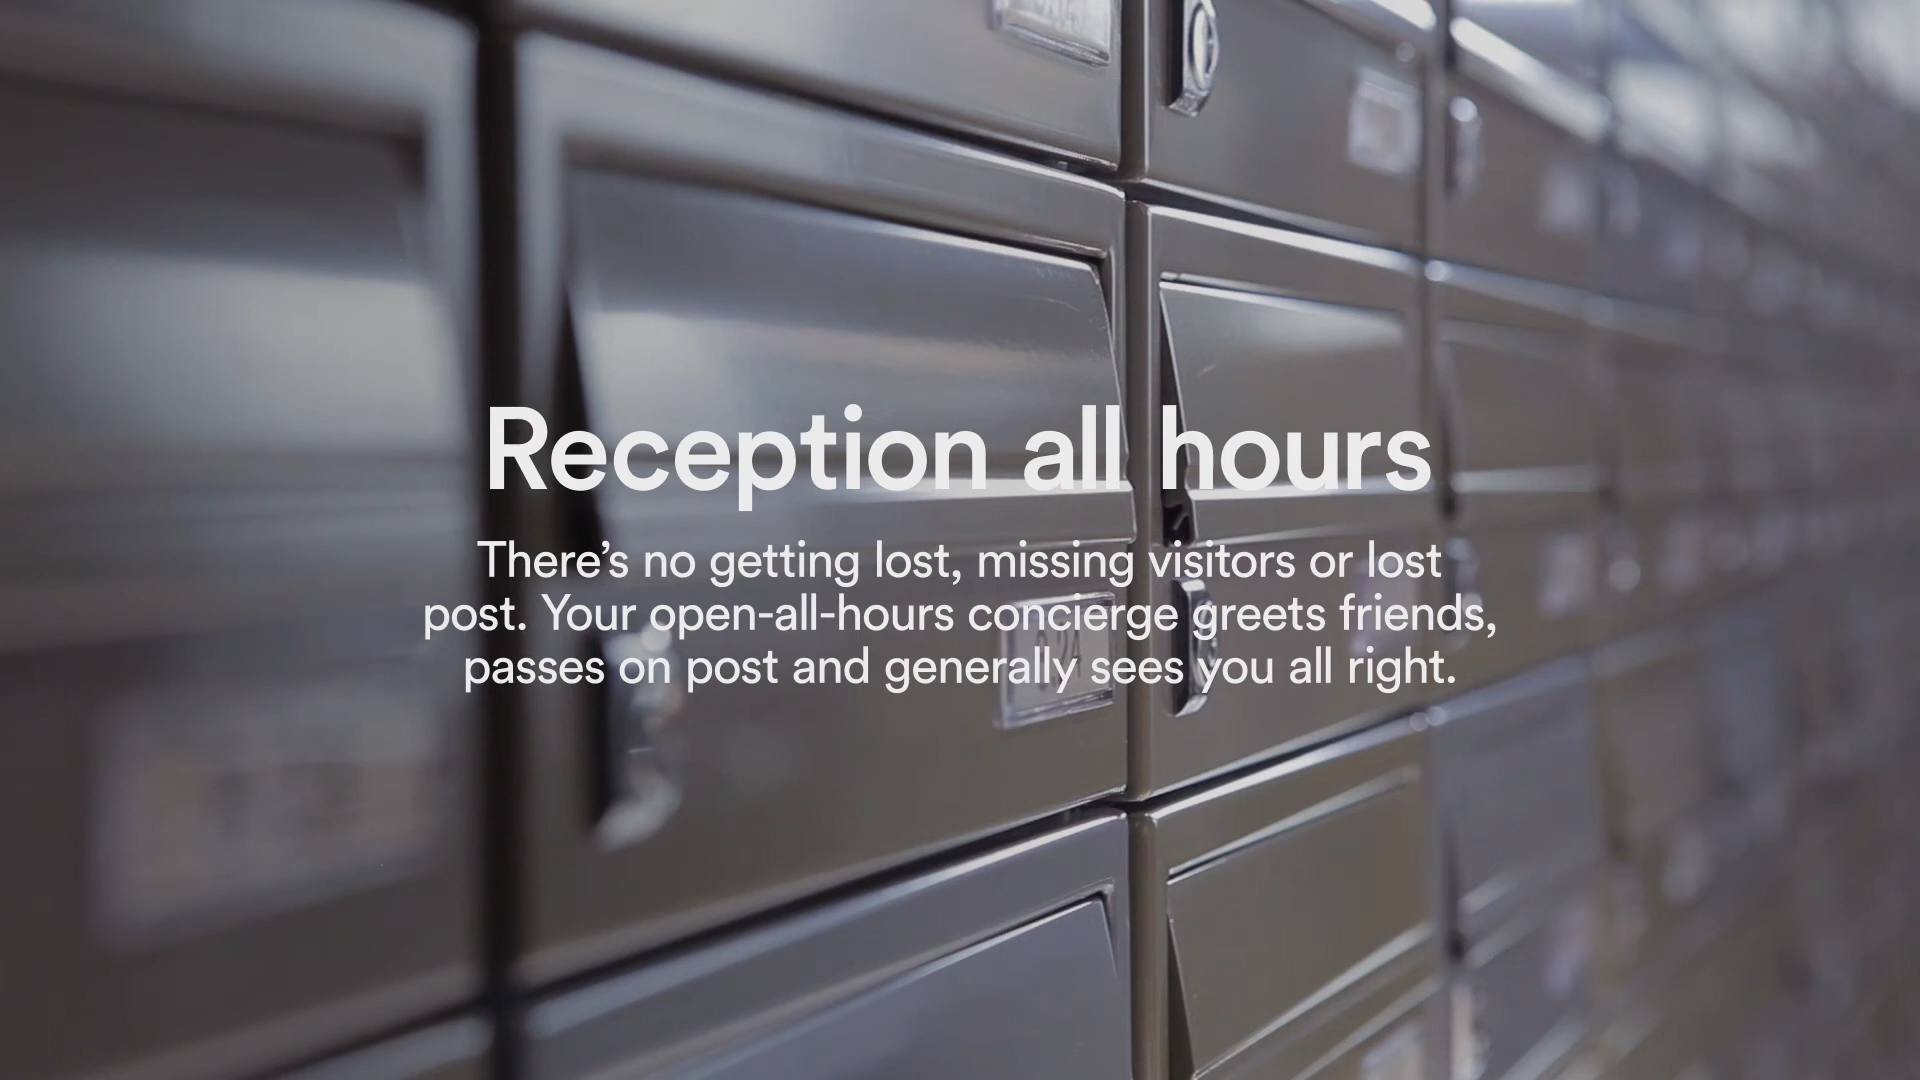 Reception all hours
There’s no getting lost, missing visitors or lost
post. Your open-all-hours concierge greets friends,
passes on post and generally sees you all right.